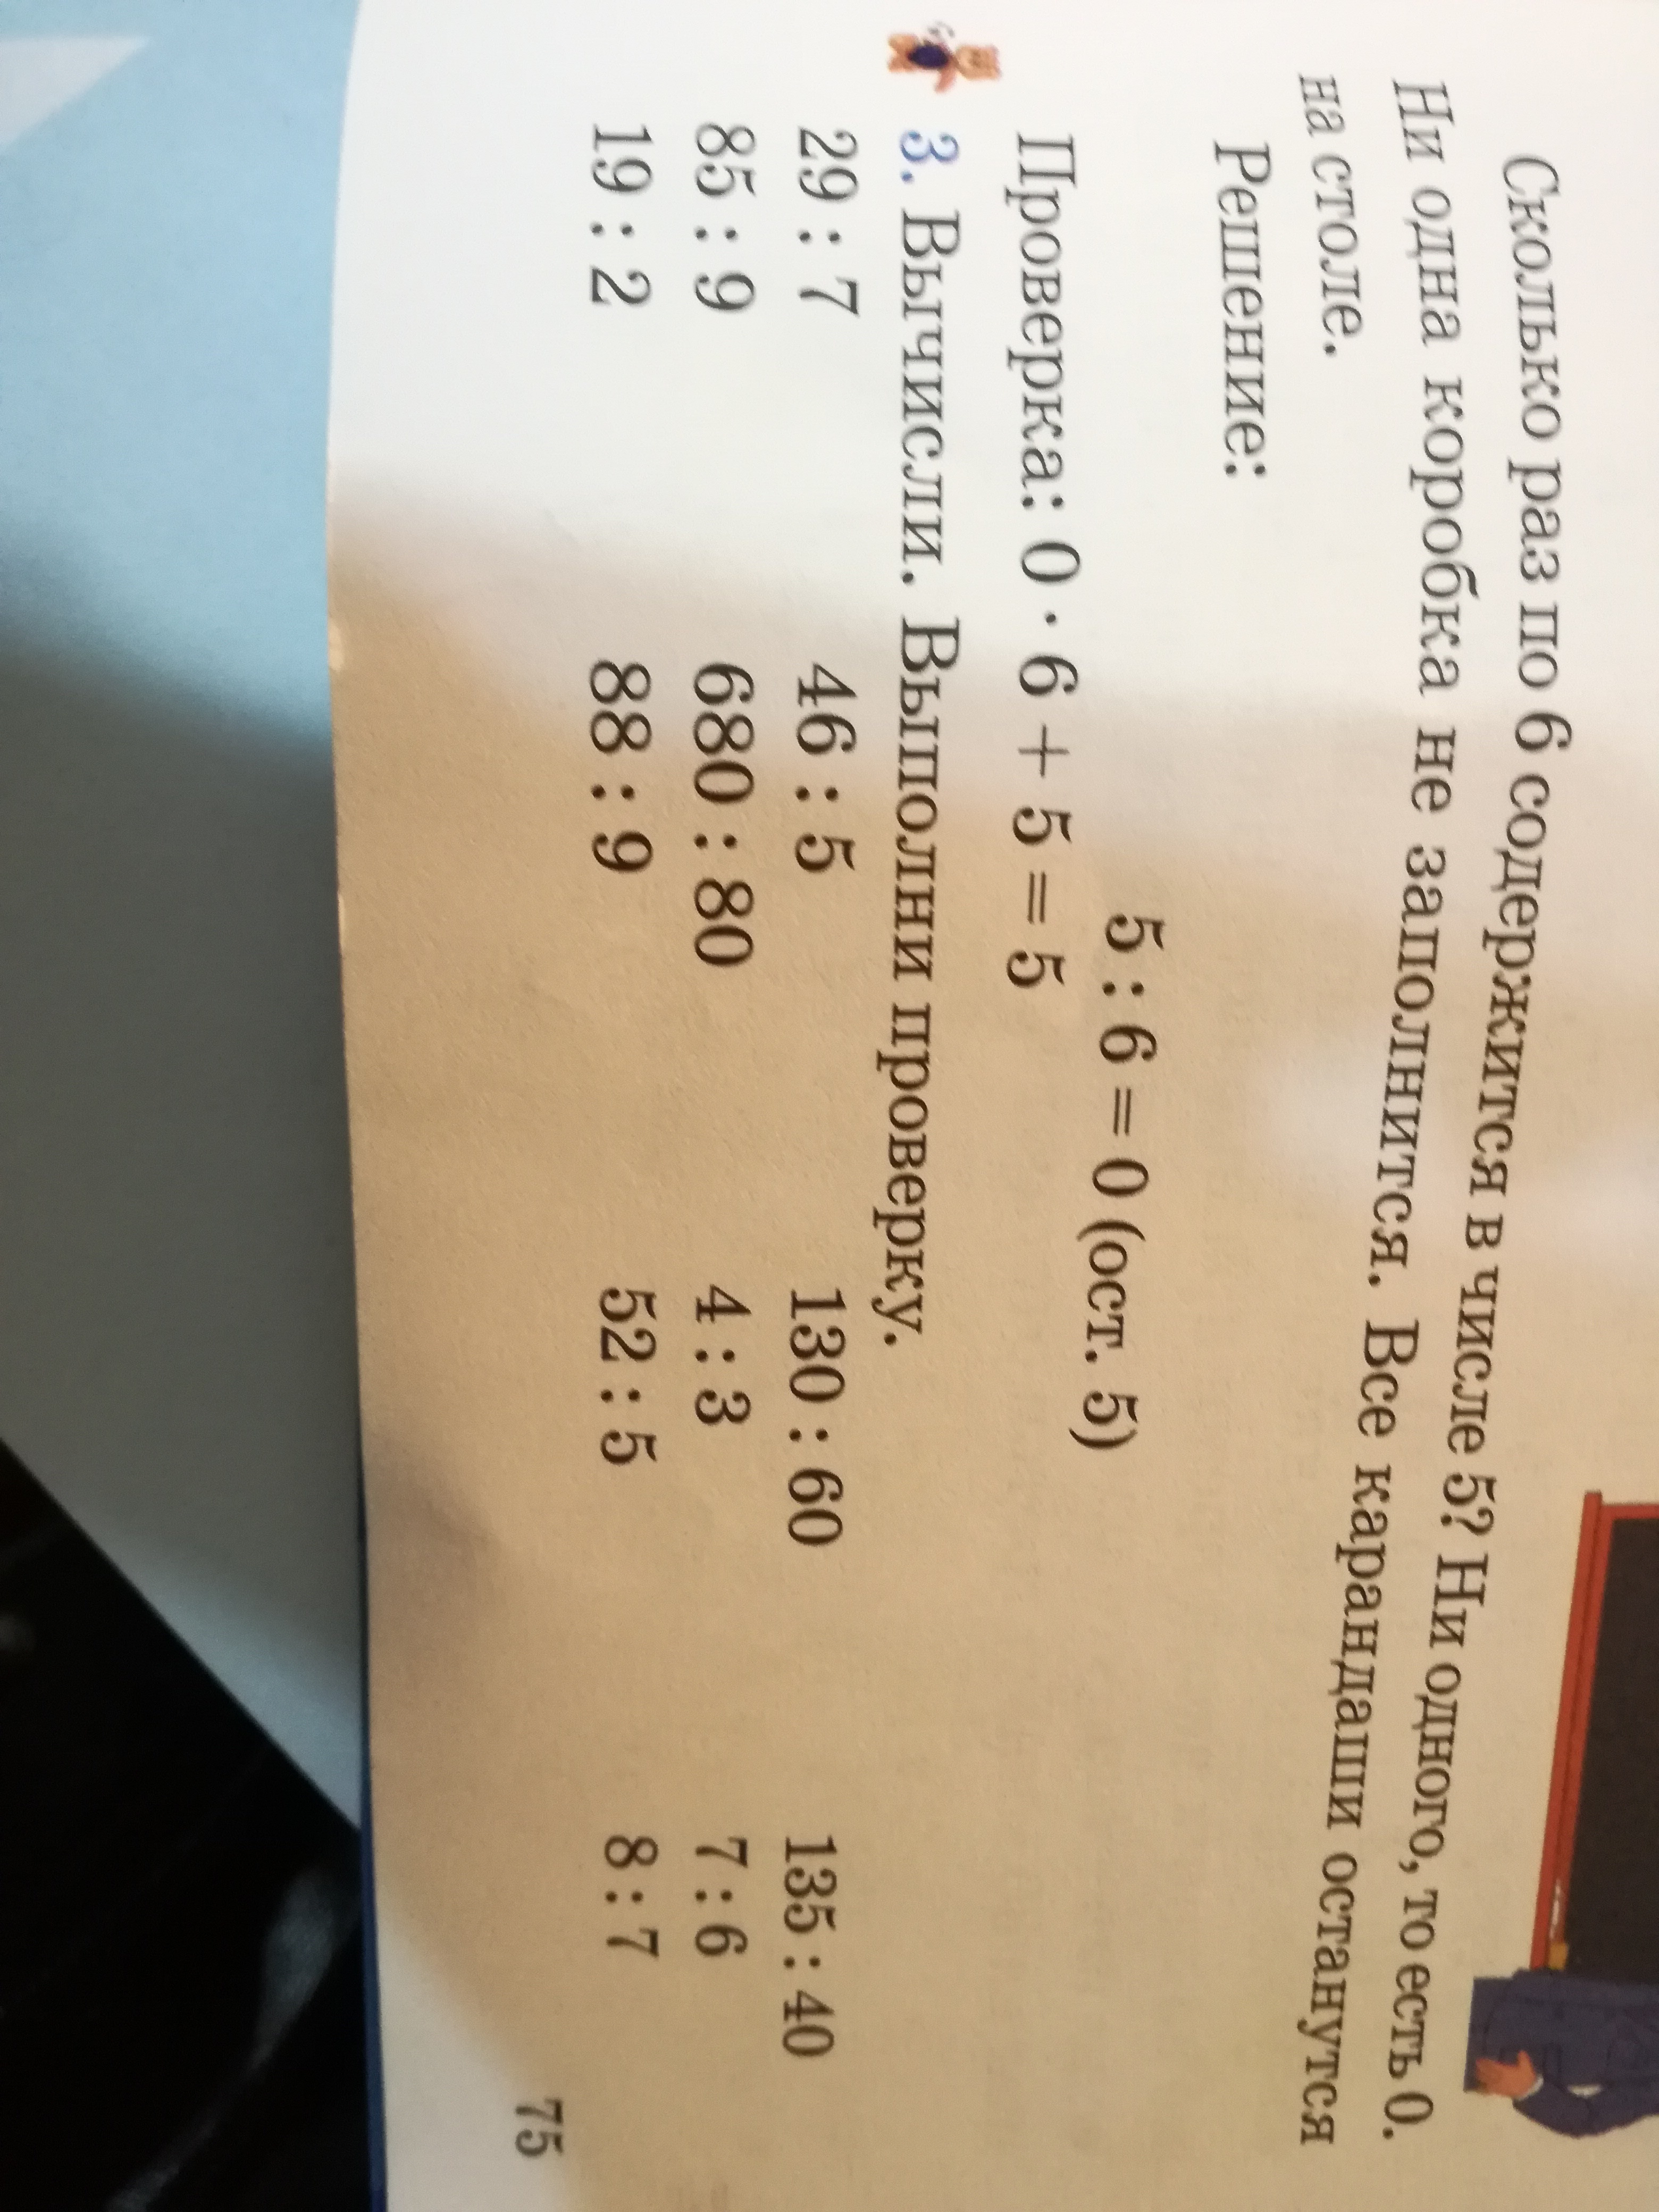 Сколько раз по 6 содержится в числе 5? Ни одного, то есть 0.
Ни одна коробка не заполнится. Все карандаши останутся
на столе.
Решение:
5 : 6 = 0 (ост. 5)
Проверка: 0 · 6 + 5 = 5
3. Вычисли. Выполни проверку.
29 : 7 46 : 5 130 : 60 135 : 40
85 : 9 680 : 80 4 : 3 7 : 6
19 : 2 88 : 9 52 : 5 8 : 7
75